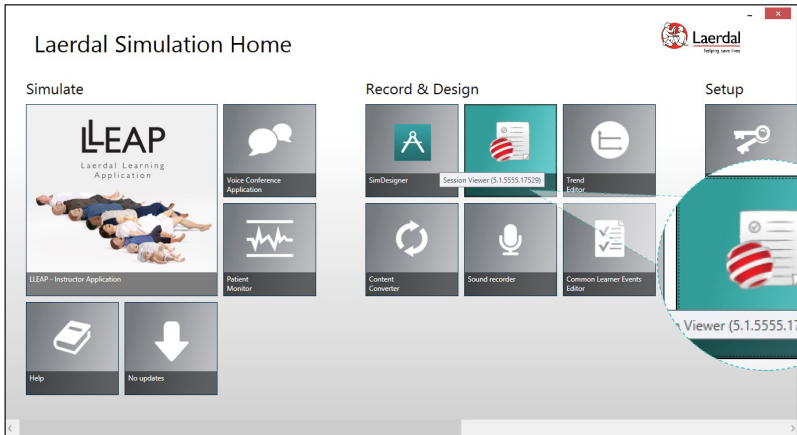 Laerdal Simulation Home
Laerdal
helping save lives
Simulate
Record & Design
Setup
LLEAP
Laerdal Learning
Application
LLEAP - Instructor Application
Voice Conference
Application
Patient
Monitor
Help
No updates
SimDesigner
Session Viewer (5.1.5555.17529)
Trend
Editor
Content
Converter
Sound recorder
Common Learner Events
Editor
Viewer (5.1.5555.17